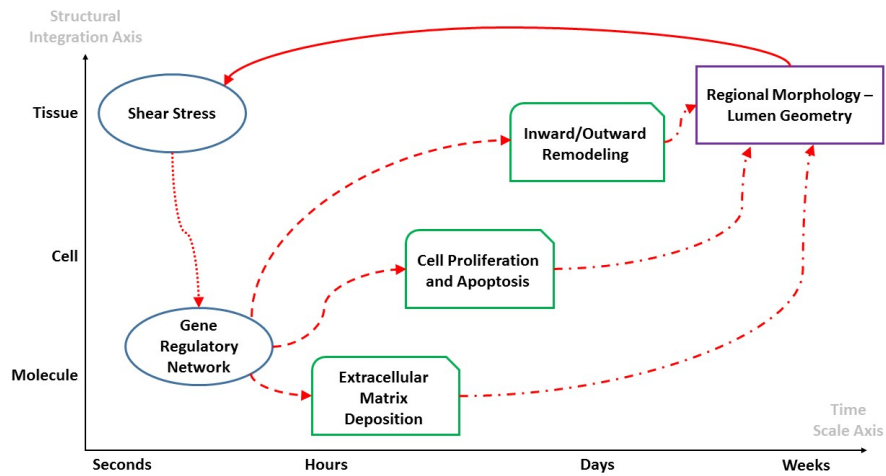 Structural
Integration Axis
Tissue
Shear Stress
Regional Morphology –
Lumen Geometry
Inward/Outward
Remodeling
Cell
Cell Proliferation
and Apoptosis
Gene
Regulatory
Network
Molecule
Extracellular
Matrix
Deposition
Time
Scale Axis
Seconds
Hours
Days
Weeks